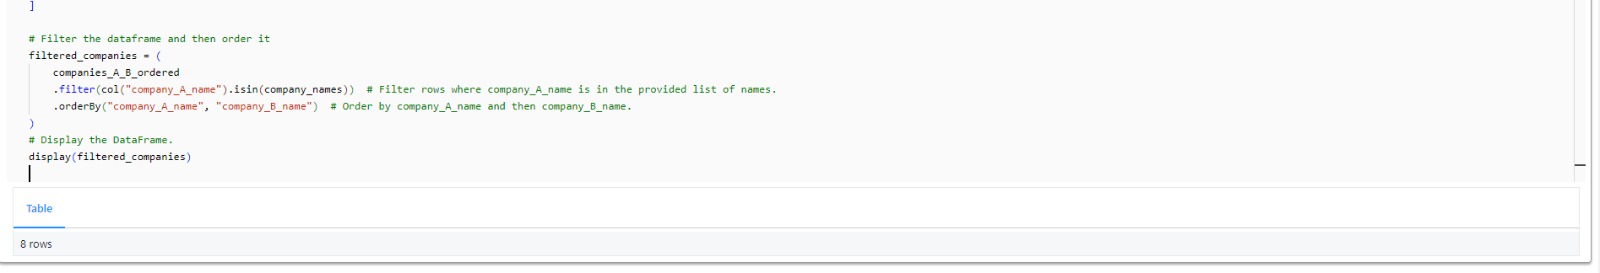 ]
# Filter the dataframe and then order it
filtered_companies = (
    companies_A_B_ordered
    .filter(col("company_A_name").isin(company_names))  # Filter rows where company_A_name is in the provided list of names.
    .orderBy("company_A_name", "company_B_name")  # Order by company_A_name and then company_B_name.
)
# Display the DataFrame.
display(filtered_companies)
Table
8 rows